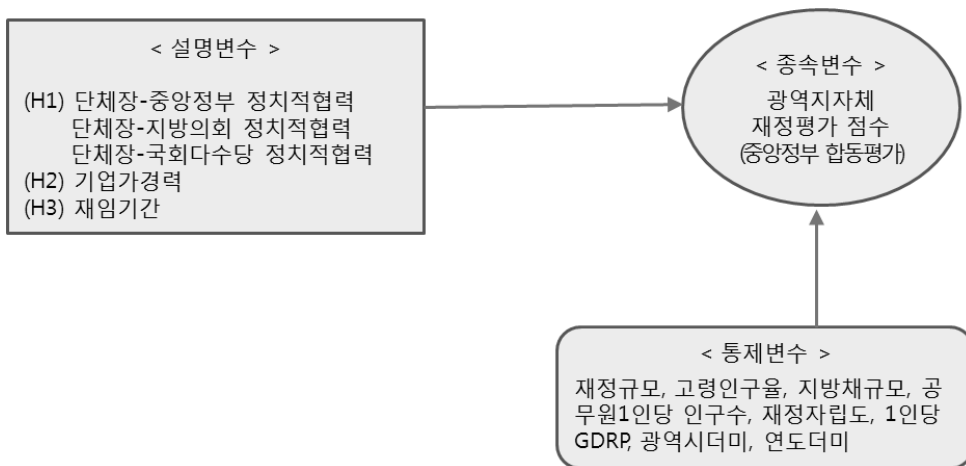 < 설명변수 >
(H1) 단체장-중앙정부 정치적협력
단체장-지방의회 정치적협력
단체장-국회다수당 정치적협력
(H2) 기업가경력
(H3) 재임기간
< 종속변수 >
광역지자체
재정평가 점수
(중앙정부 합동평가)
< 통제변수 >
재정규모, 고령인구율, 지방채규모, 공
무원1인당 인구수, 재정자립도, 1인당
GDRP, 광역시더미, 연도더미